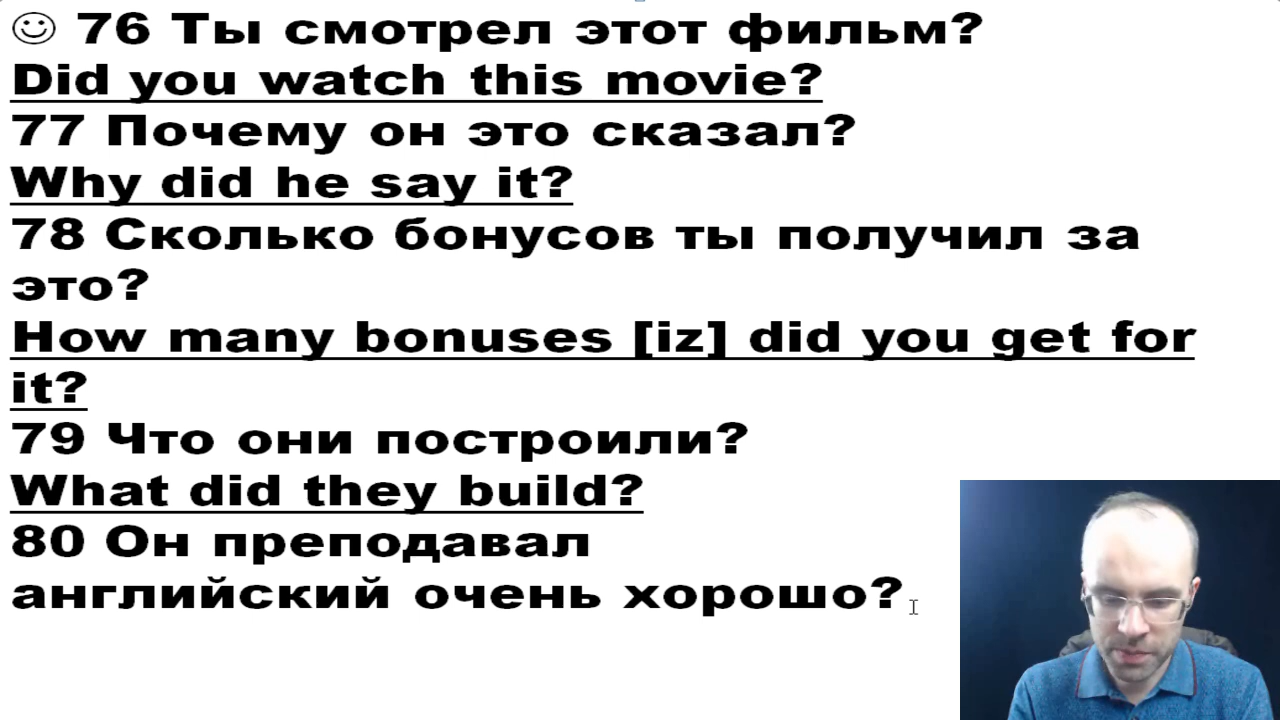 ☺ 76 Ты смотрел этот фильм?
Did you watch this movie?
77 Почему он это сказал?
Why did he say it?
78 Сколько бонусов ты получил за
это?
How many bonuses [iz] did you get for
it?
79 Что они построили?
What did they build?
80 Он преподавал
английский очень хорошо?